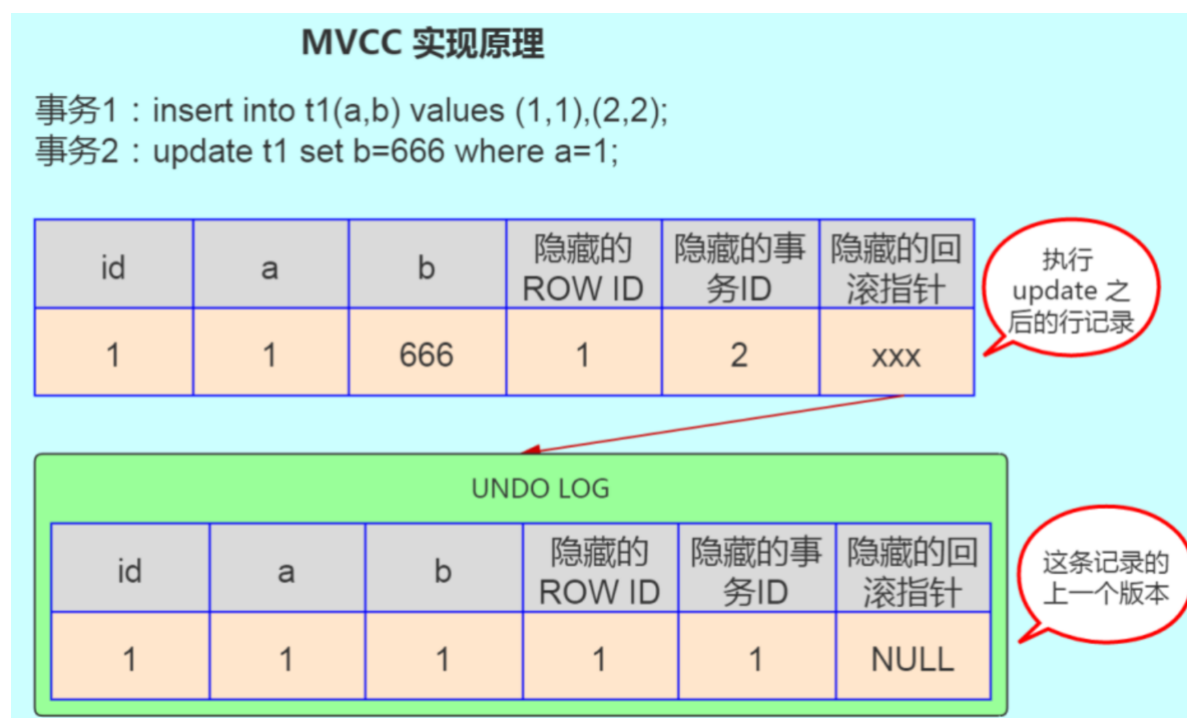 MVCC 实现原理
事务1：insert into t1(a,b) values (1,1),(2,2);
事务2：update t1 set b=666 where a=1;
id a b 隐藏的 ROW ID 隐藏的事务ID 隐藏的回滚指针
1 1 666 1 2 xxx
执行
update 之
后的行记录
UNDO LOG
id a b 隐藏的 ROW ID 隐藏的事务ID 隐藏的回滚指针
1 1 1 1 1 NULL
这条记录的
上一个版本